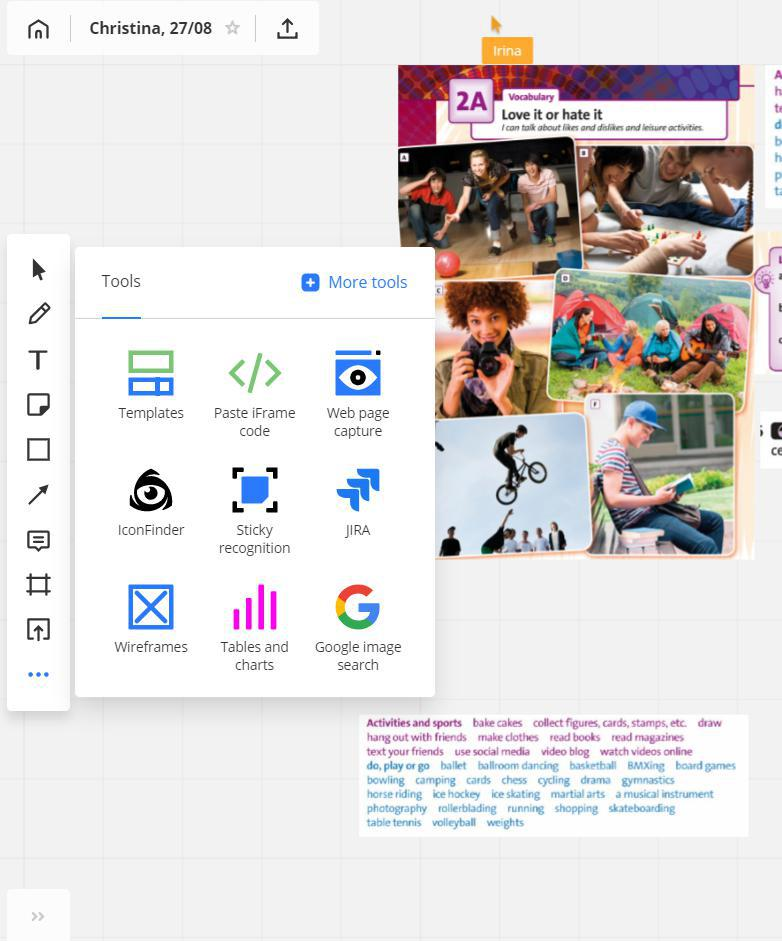 Christina, 27/08
Irina
2A
Vocabulary
Love it or hate it
I can talk about likes and dislikes and leisure activities.
A
B
C
D
F
Tools
More tools
Templates
Paste iFrame
code
Web page
capture
IconFinder
Sticky
recognition
JIRA
Wireframes
Tables and
charts
Google image
search
T
Activities and sports bake cakes collect figures, cards, stamps, etc. draw
hang out with friends make clothes read books read magazines
text your friends use social media video blog watch videos online
do, play or go ballet ballroom dancing basketball BMXing board games
bowling camping cards chess cycling drama gymnastics
horse riding ice hockey ice skating martial arts a musical instrument
photography rollerblading running shopping skateboarding
table tennis volleyball weights